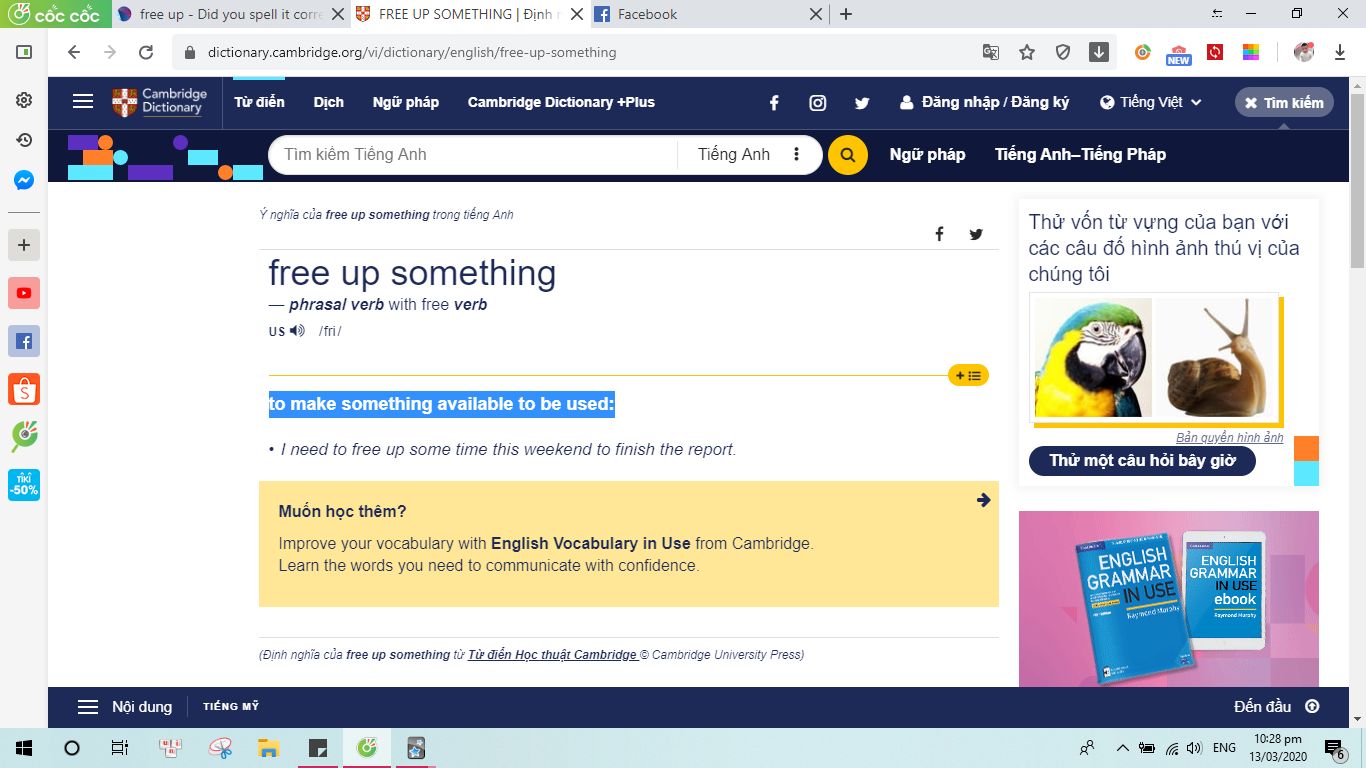 cốc cốc
free up - Did you spell it corre
FREE UP SOMETHING | Định n
Facebook
dictionary.cambridge.org/vi/dictionary/english/free-up-something
NEW
Cambridge
Dictionary
Từ điển
Dịch
Ngữ pháp
Cambridge Dictionary +Plus
Đăng nhập / Đăng ký
Tiếng Việt
Tìm kiếm
Tìm kiếm Tiếng Anh
Tiếng Anh
Ngữ pháp
Tiếng Anh–Tiếng Pháp
Ý nghĩa của free up something trong tiếng Anh
free up something
— phrasal verb with free verb
US /fri/
to make something available to be used:
• I need to free up some time this weekend to finish the report.
Muốn học thêm?
Improve your vocabulary with English Vocabulary in Use from Cambridge.
Learn the words you need to communicate with confidence.
(Định nghĩa của free up something từ Từ điển Học thuật Cambridge © Cambridge University Press)
Thử vốn từ vựng của bạn với
các câu đố hình ảnh thú vị của
chúng tôi
Bản quyền hình ảnh
Thử một câu hỏi bây giờ
ENGLISH
GRAMMAR
IN USE
Raymond Murphy
ENGLISH
GRAMMAR
IN USE
ebook
Raymond Murphy
TIKI
-50%
Nội dung
TIẾNG MỸ
Đến đầu
ENG
10:28 pm
13/03/2020
6